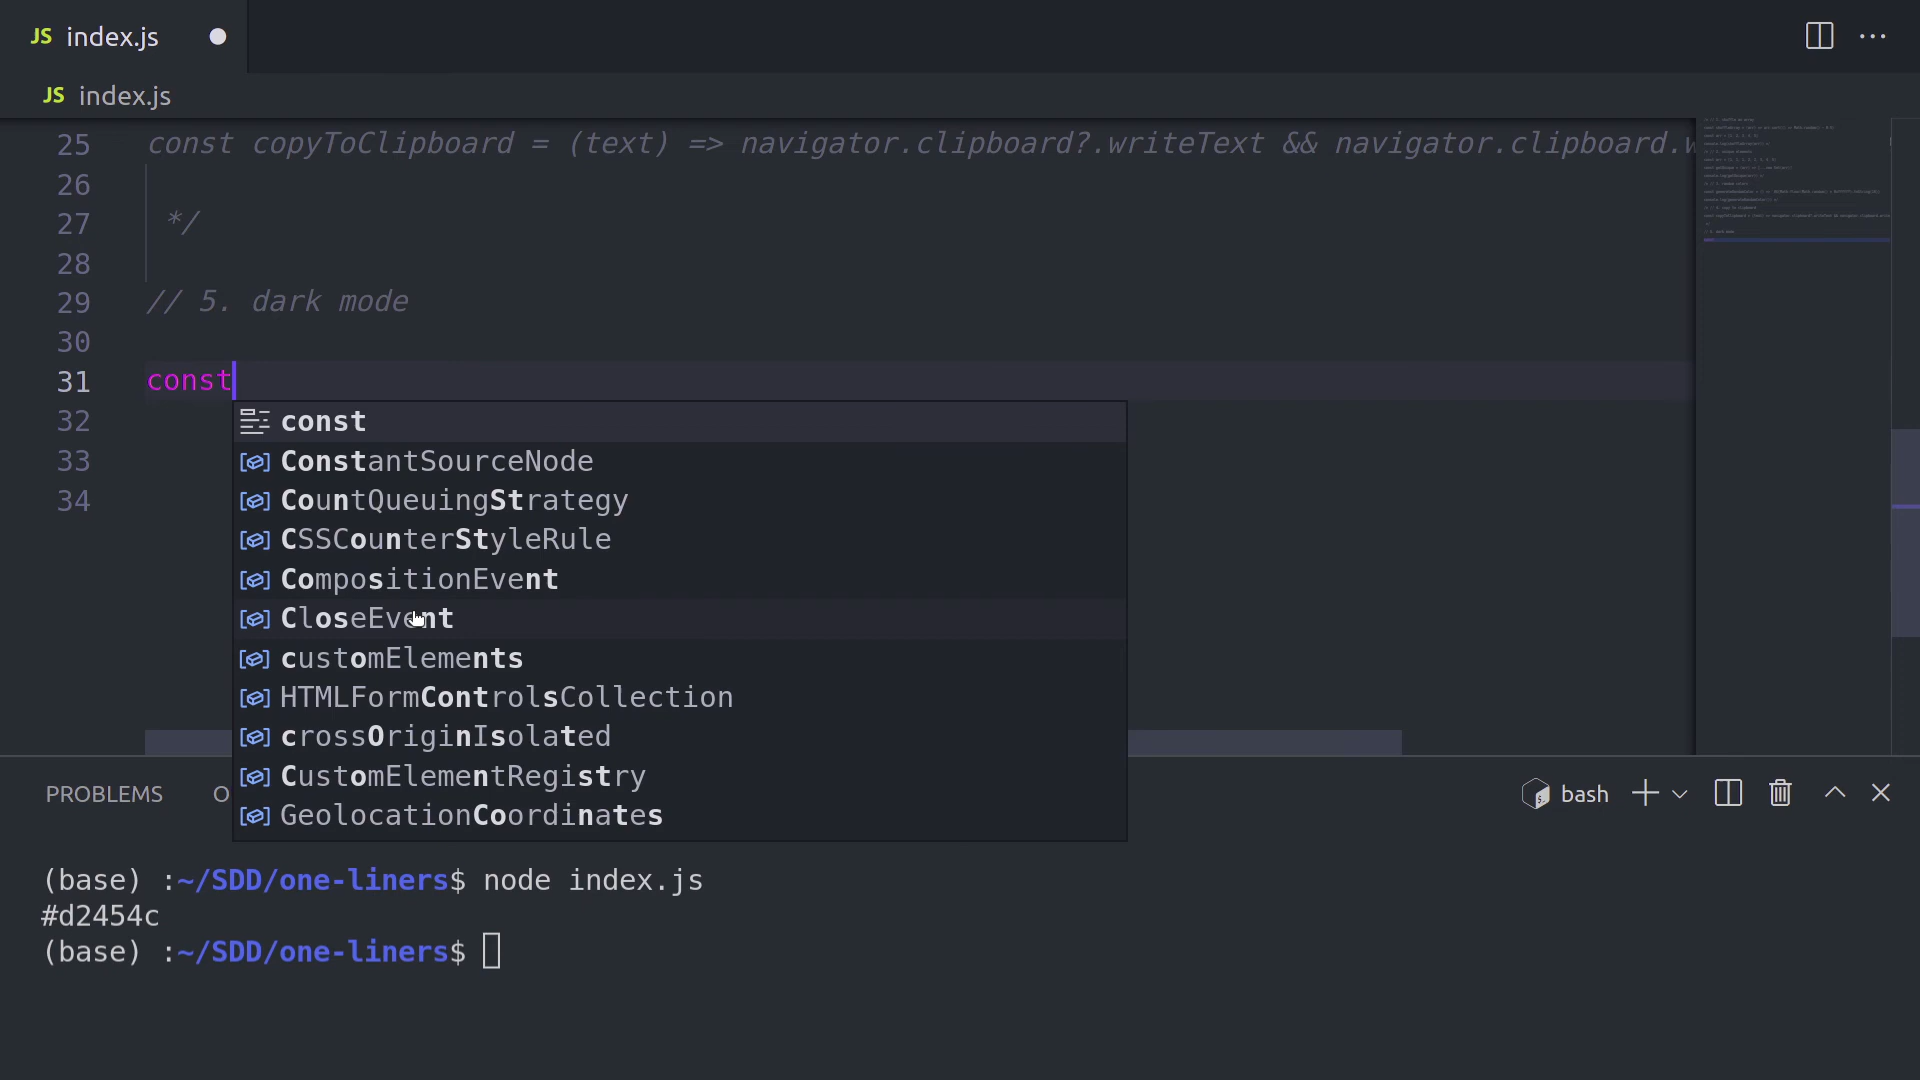 JS index.js
JS index.js
25 const copyToClipboard = (text) => navigator.clipboard?.writeText && navigator.clipboard.w
26
27 */
28
29 // 5. dark mode
30
31 const
32
33
34
const
ConstantSourceNode
CountQueuingStrategy
CSSCounterStyleRule
CompositionEvent
CloseEvent
customElements
HTMLFormControlsCollection
crossOriginIsolated
CustomElementRegistry
GeolocationCoordinates
PROBLEMS O bash
(base) :~/SDD/one-liners$ node index.js
#d2454c
(base) :~/SDD/one-liners$